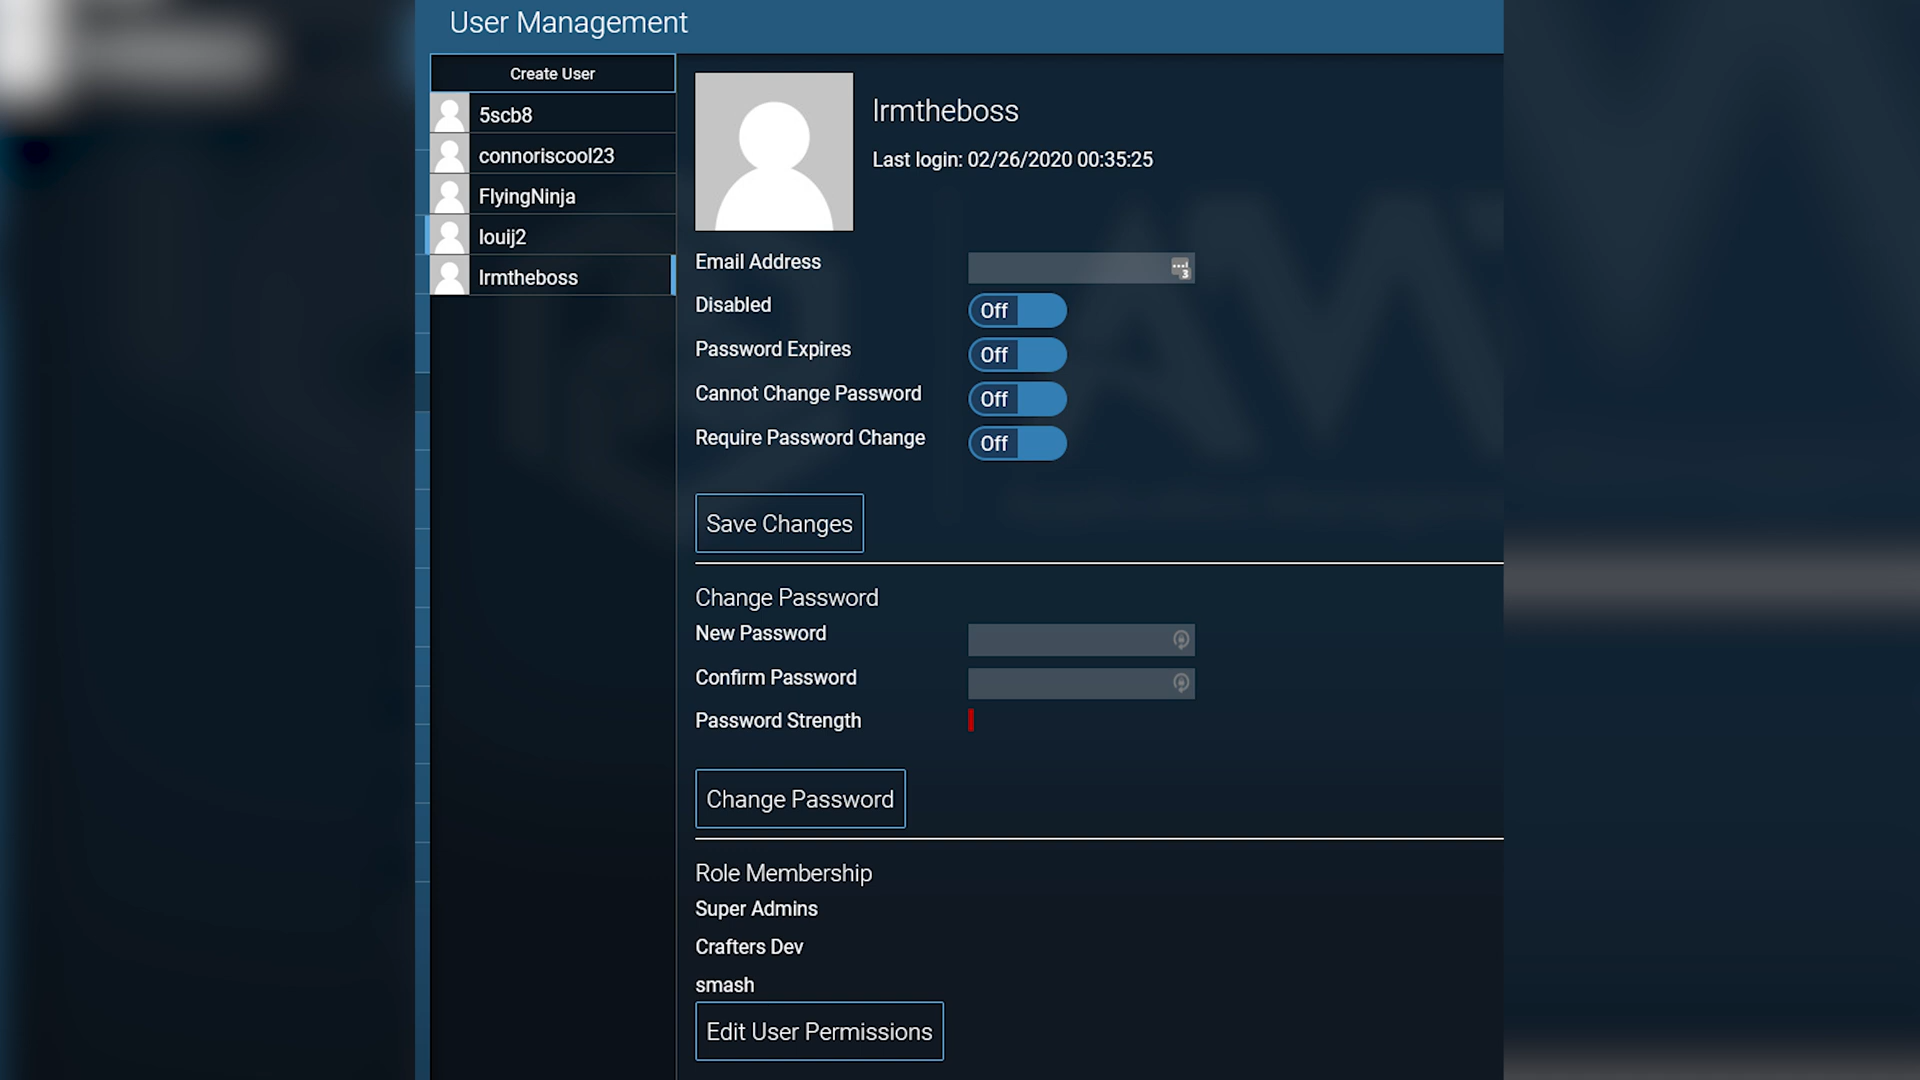 User Management
Create User
5scb8
connoriscool23
FlyingNinja
louij2
lrmtheboss
lrmtheboss
Last login: 02/26/2020 00:35:25
Email Address
3
Disabled
Off
Password Expires
Off
Cannot Change Password
Off
Require Password Change
Off
Save Changes
Change Password
New Password
Confirm Password
Password Strength
Change Password
Role Membership
Super Admins
Crafters Dev
smash
Edit User Permissions